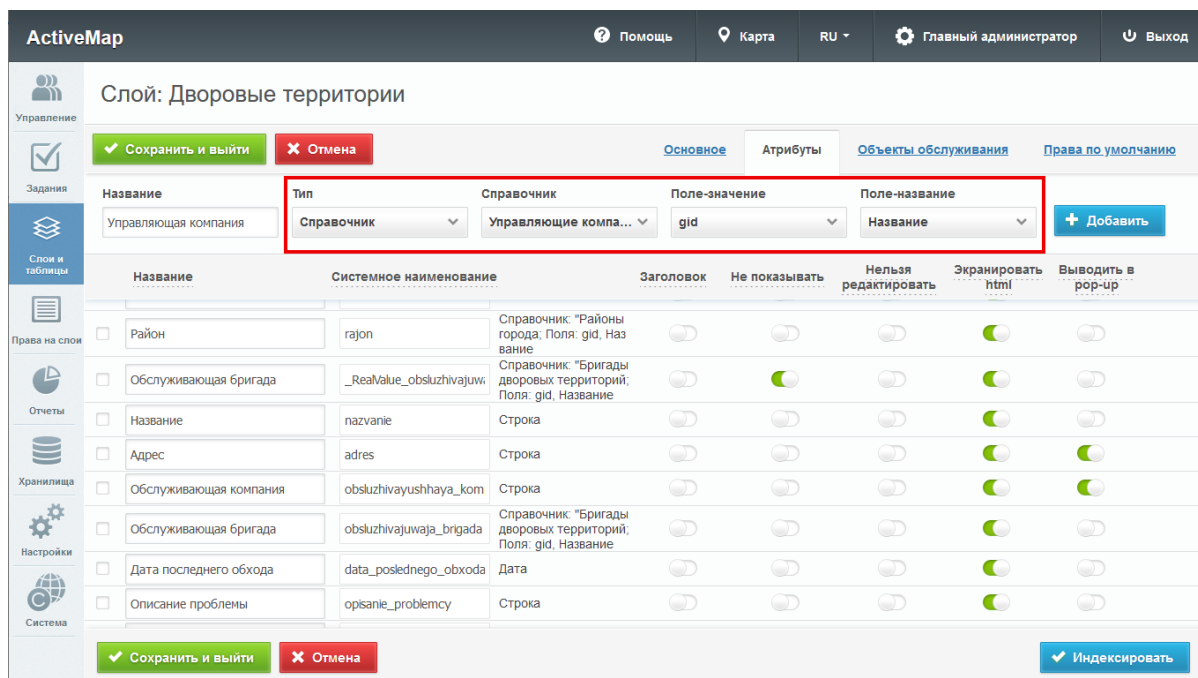 ActiveMap
Помощь
Карта
RU
Главный администратор
Выход
Управление
Задания
Слои и таблицы
Права на слои
Отчеты
Хранилища
Настройки
Система
Слой: Дворовые территории
Сохранить и выйти
Отмена
Основное
Атрибуты
Объекты обслуживания
Права по умолчанию
Название
Тип
Справочник
Поле-значение
Поле-название
Управляющая компания
Справочник
Управляющие компа...
gid
Название
Добавить
Название
Системное наименование
Заголовок
Не показывать
Нельзя редактировать
Экранировать html
Выводить в pop-up
Район
rajon
Справочник: "Районы
города; Поля: gid, Наз
вание
Обслуживающая бригада
_RealValue_obsluzhivajuwa
Справочник: "Бригады
дворовых территорий;
Поля: gid, Название
Название
nazvanie
Строка
Адрес
adres
Строка
Обслуживающая компания
obsluzhivayushhaya_kom
Строка
Обслуживающая бригада
obsluzhivajuwaja_brigada
Справочник: "Бригады
дворовых территорий;
Поля: gid, Название
Дата последнего обхода
data_poslednego_obxoda
Дата
Описание проблемы
opisanie_problemcy
Строка
Сохранить и выйти
Отмена
Индексировать